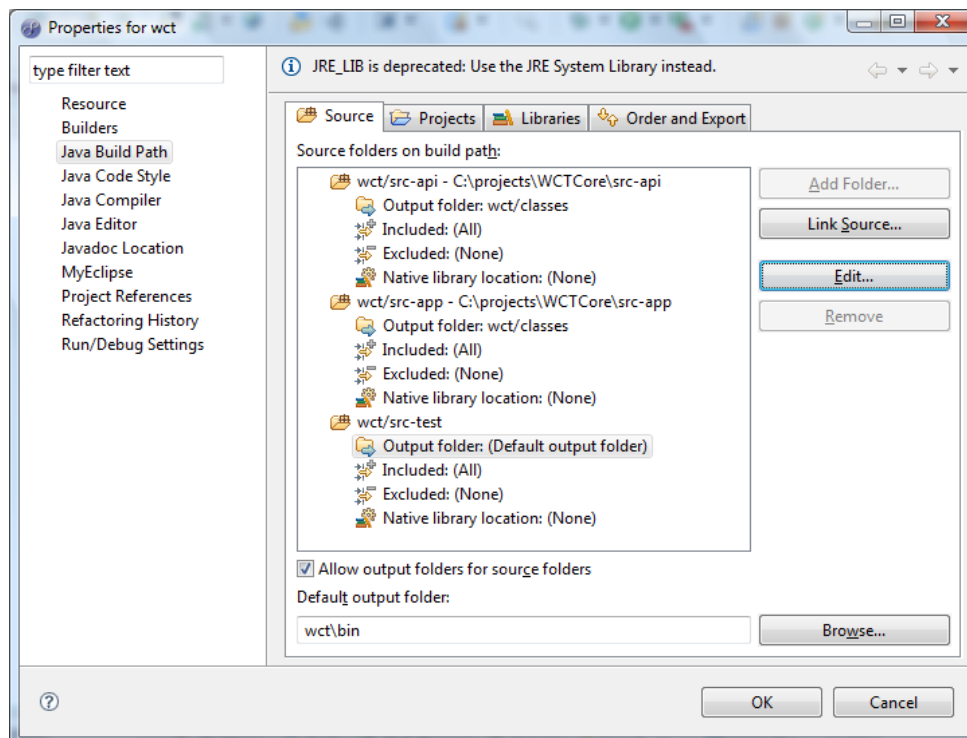 Properties for wct
type filter text
Resource
Builders
Java Build Path
Java Code Style
Java Compiler
Java Editor
Javadoc Location
MyEclipse
Project References
Refactoring History
Run/Debug Settings
JRE_LIB is deprecated: Use the JRE System Library instead.
Source Projects Libraries Order and Export
Source folders on build path:
wct/src-api - C:\projects\WCTCore\src-api
Output folder: wct/classes
Included: (All)
Excluded: (None)
Native library location: (None)
wct/src-app - C:\projects\WCTCore\src-app
Output folder: wct/classes
Included: (All)
Excluded: (None)
Native library location: (None)
wct/src-test
Output folder: (Default output folder)
Included: (All)
Excluded: (None)
Native library location: (None)
Add Folder...
Link Source...
Edit...
Remove
Allow output folders for source folders
Default output folder:
wct\bin
Browse...
OK Cancel